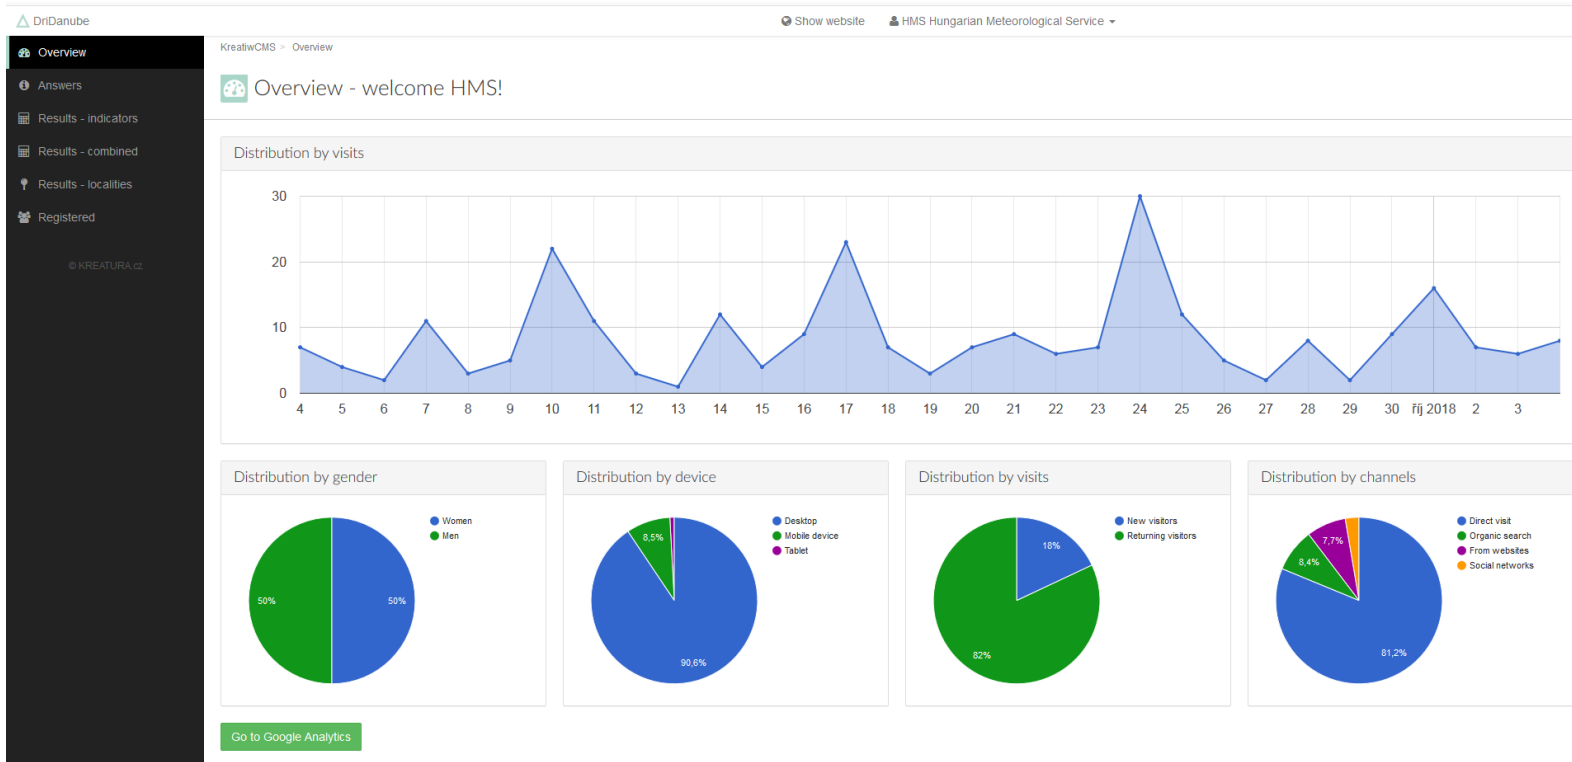 DriDanube
Show website
HMS Hungarian Meteorological Service
Overview
Answers
Results - indicators
Results - combined
Results - localities
Registered
© KREATURA.cz
KreatiwCMS > Overview
Overview - welcome HMS!
Distribution by visits
30
20
10
0
4 5 6 7 8 9 10 11 12 13 14 15 16 17 18 19 20 21 22 23 24 25 26 27 28 29 30 říj 2018 2 3
Distribution by gender
Women
Men
50%
50%
Distribution by device
Desktop
Mobile device
Tablet
8,5%
90,6%
Distribution by visits
New visitors
Returning visitors
18%
82%
Distribution by channels
Direct visit
Organic search
From websites
Social networks
7,7%
8,4%
81,2%
Go to Google Analytics